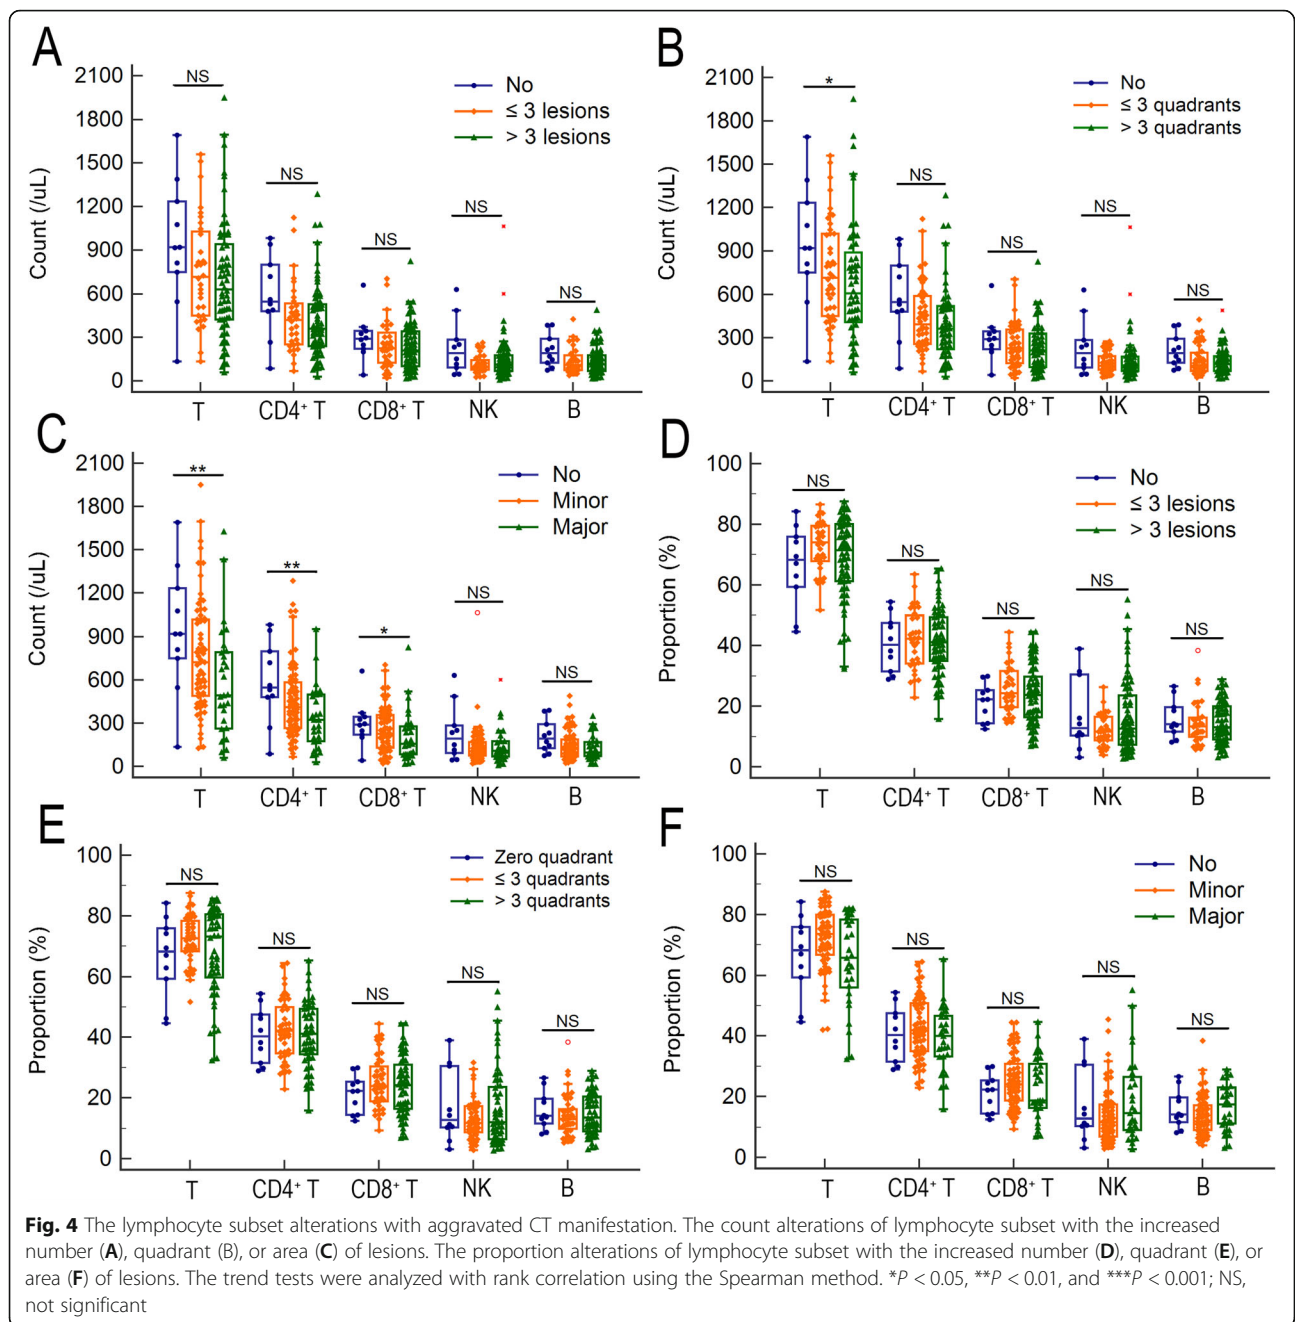 A
2100
1800
1500
1200
900
600
300
0
Count (/uL)
NS
NS
NS
NS
NS
No
≤ 3 lesions
> 3 lesions
T
CD4⁺ T
CD8⁺ T
NK
B
B
2100
1800
1500
1200
900
600
300
0
Count (/uL)
*
NS
NS
NS
NS
No
≤ 3 quadrants
> 3 quadrants
T
CD4⁺ T
CD8⁺ T
NK
B
C
2100
1800
1500
1200
900
600
300
0
Count (/uL)
**
**
*
NS
NS
No
Minor
Major
T
CD4⁺ T
CD8⁺ T
NK
B
D
100
80
60
40
20
0
Proportion (%)
NS
NS
NS
NS
NS
No
≤ 3 lesions
> 3 lesions
T
CD4⁺ T
CD8⁺ T
NK
B
E
100
80
60
40
20
0
Proportion (%)
NS
NS
NS
NS
NS
Zero quadrant
≤ 3 quadrants
> 3 quadrants
T
CD4⁺ T
CD8⁺ T
NK
B
F
100
80
60
40
20
0
Proportion (%)
NS
NS
NS
NS
NS
No
Minor
Major
T
CD4⁺ T
CD8⁺ T
NK
B
Fig. 4 The lymphocyte subset alterations with aggravated CT manifestation. The count alterations of lymphocyte subset with the increased
number (A), quadrant (B), or area (C) of lesions. The proportion alterations of lymphocyte subset with the increased number (D), quadrant (E), or
area (F) of lesions. The trend tests were analyzed with rank correlation using the Spearman method. *P < 0.05, **P < 0.01, and ***P < 0.001; NS,
not significant